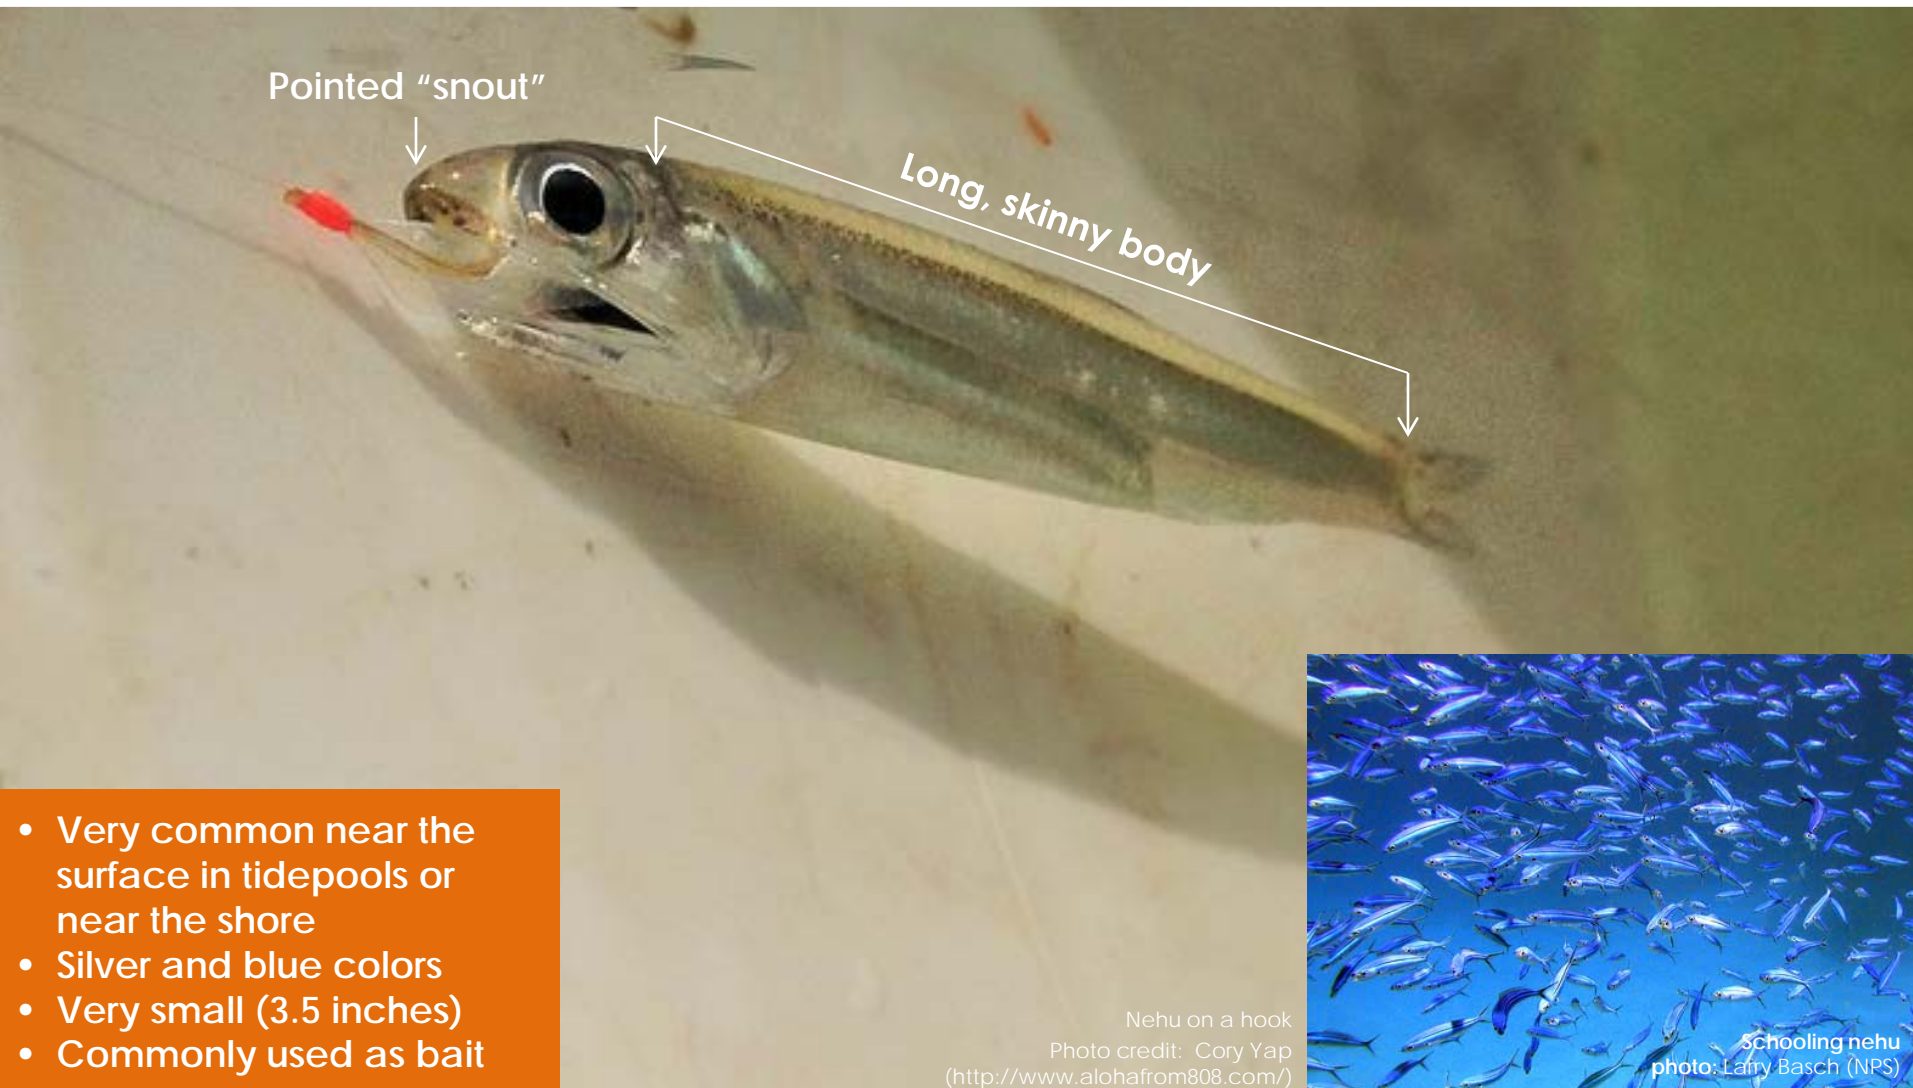 Pointed “snout”
Long, skinny body
• Very common near the
surface in tidepools or
near the shore
• Silver and blue colors
• Very small (3.5 inches)
• Commonly used as bait
Nehu on a hook
Photo credit: Cory Yap
(http://www.alohafrom808.com/)
Schooling nehu
photo: Larry Basch (NPS)